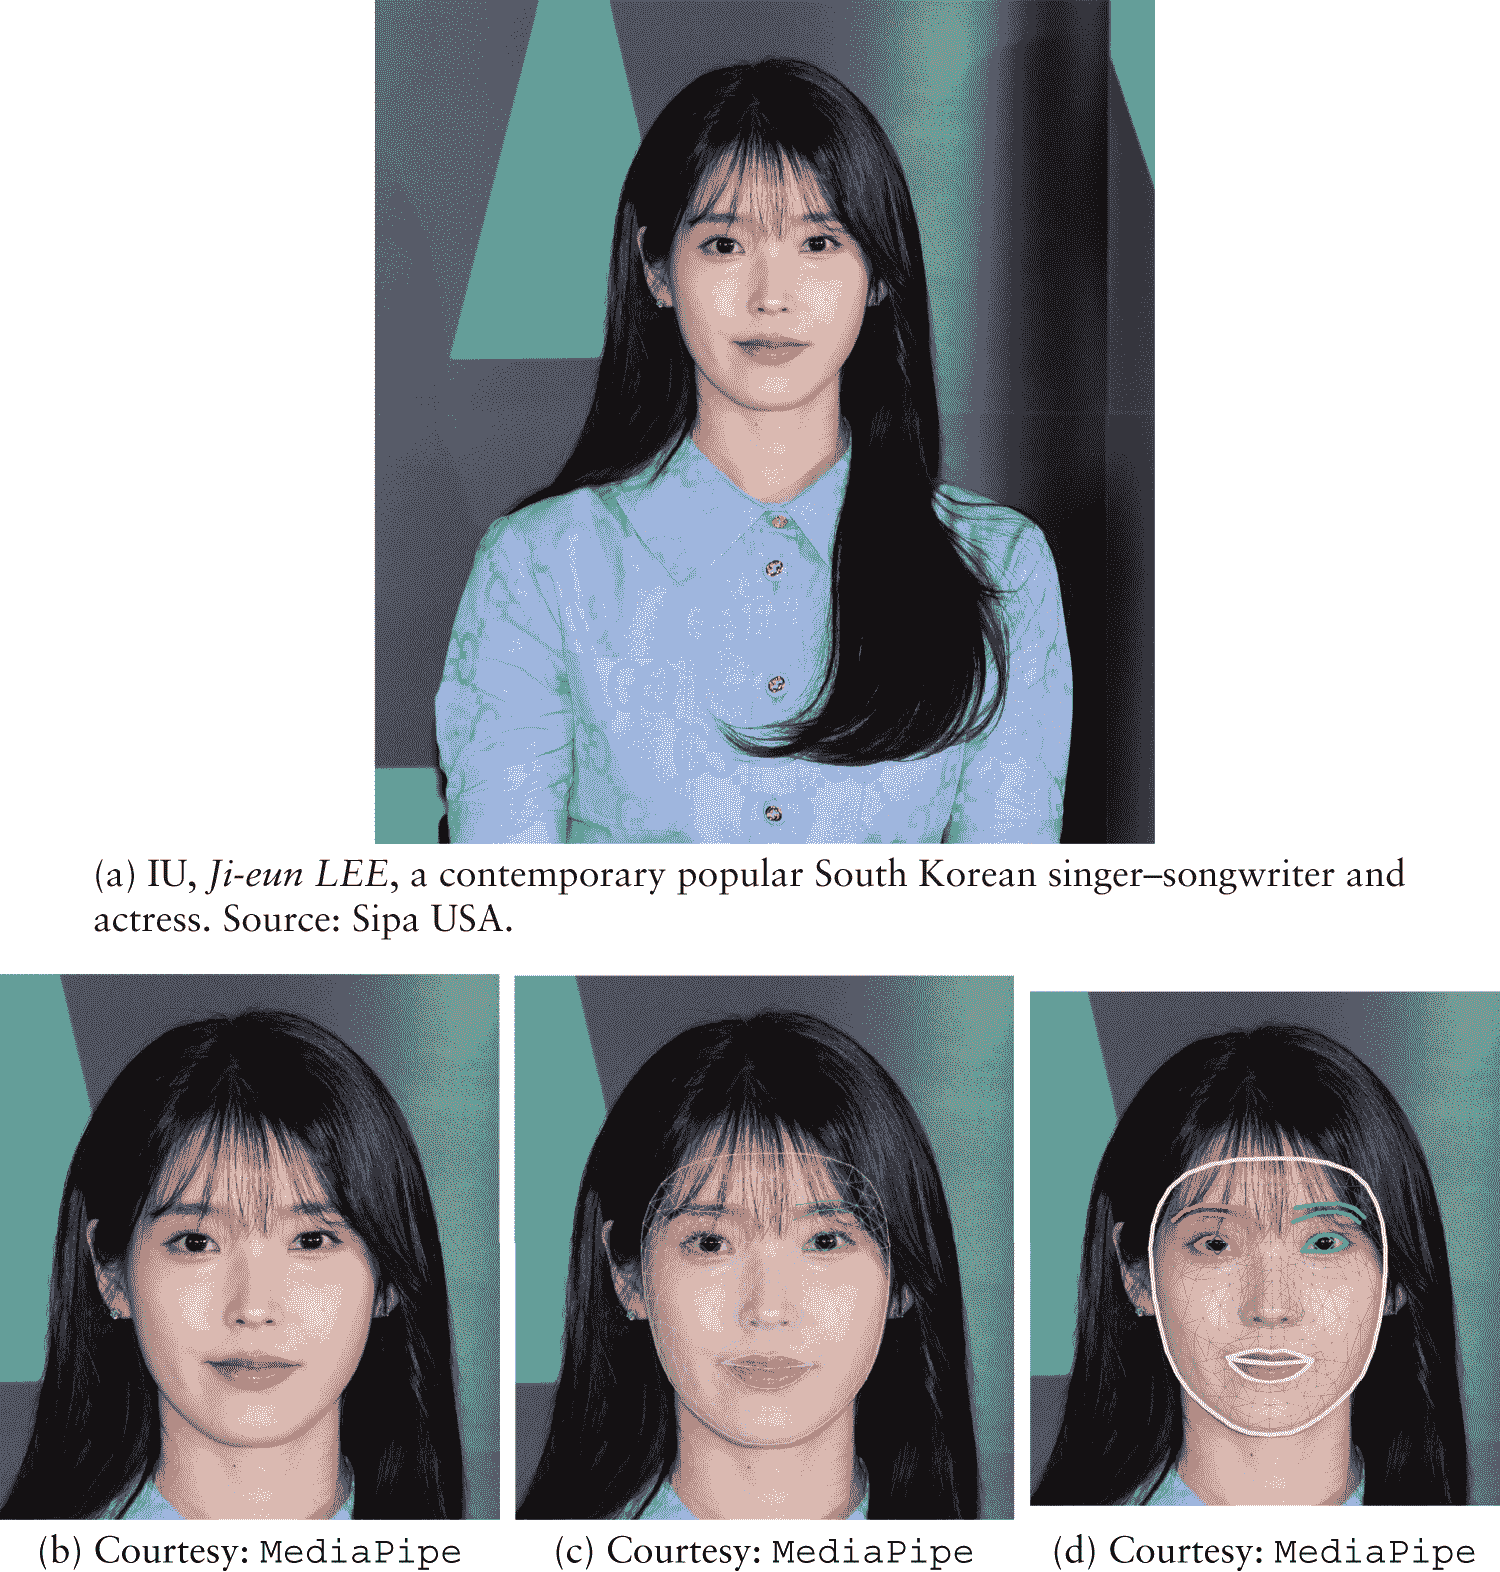 (a) IU, Ji-eun LEE, a contemporary popular South Korean singer–songwriter and
actress. Source: Sipa USA.
(b) Courtesy: MediaPipe
(c) Courtesy: MediaPipe
(d) Courtesy: MediaPipe